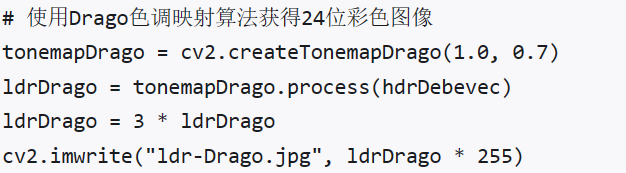 # 使用Drago色调映射算法获得24位彩色图像
tonemapDrago = cv2.createTonemapDrago(1.0, 0.7)
ldrDrago = tonemapDrago.process(hdrDebevec)
ldrDrago = 3 * ldrDrago
cv2.imwrite("ldr-Drago.jpg", ldrDrago * 255)